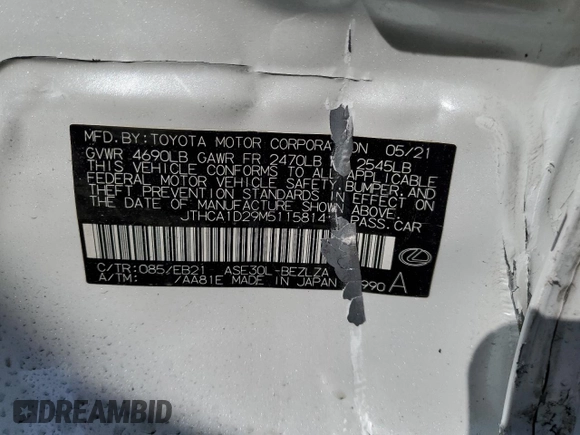 MFD.BY: TOYOTA MOTOR CORPORATION 05/21
GVWR 4690LB GAWR FR 2470LB 2545LB
THIS VEHICLE CONFORMS TO ALL APPLICABLE
FEDERAL MOTOR VEHICLE SAFETY, BUMPER, AND
THEFT PREVENTION STANDARDS IN EFFECT ON
THE DATE OF MANUFACTURE SHOWN ABOVE.
JTHCA1D29M5115814 PASS.CAR
C/TR: 085/EB21 ASE30L-BEZLZA
A/TM: /AA81E MADE IN JAPAN 990 A
DREAMBID